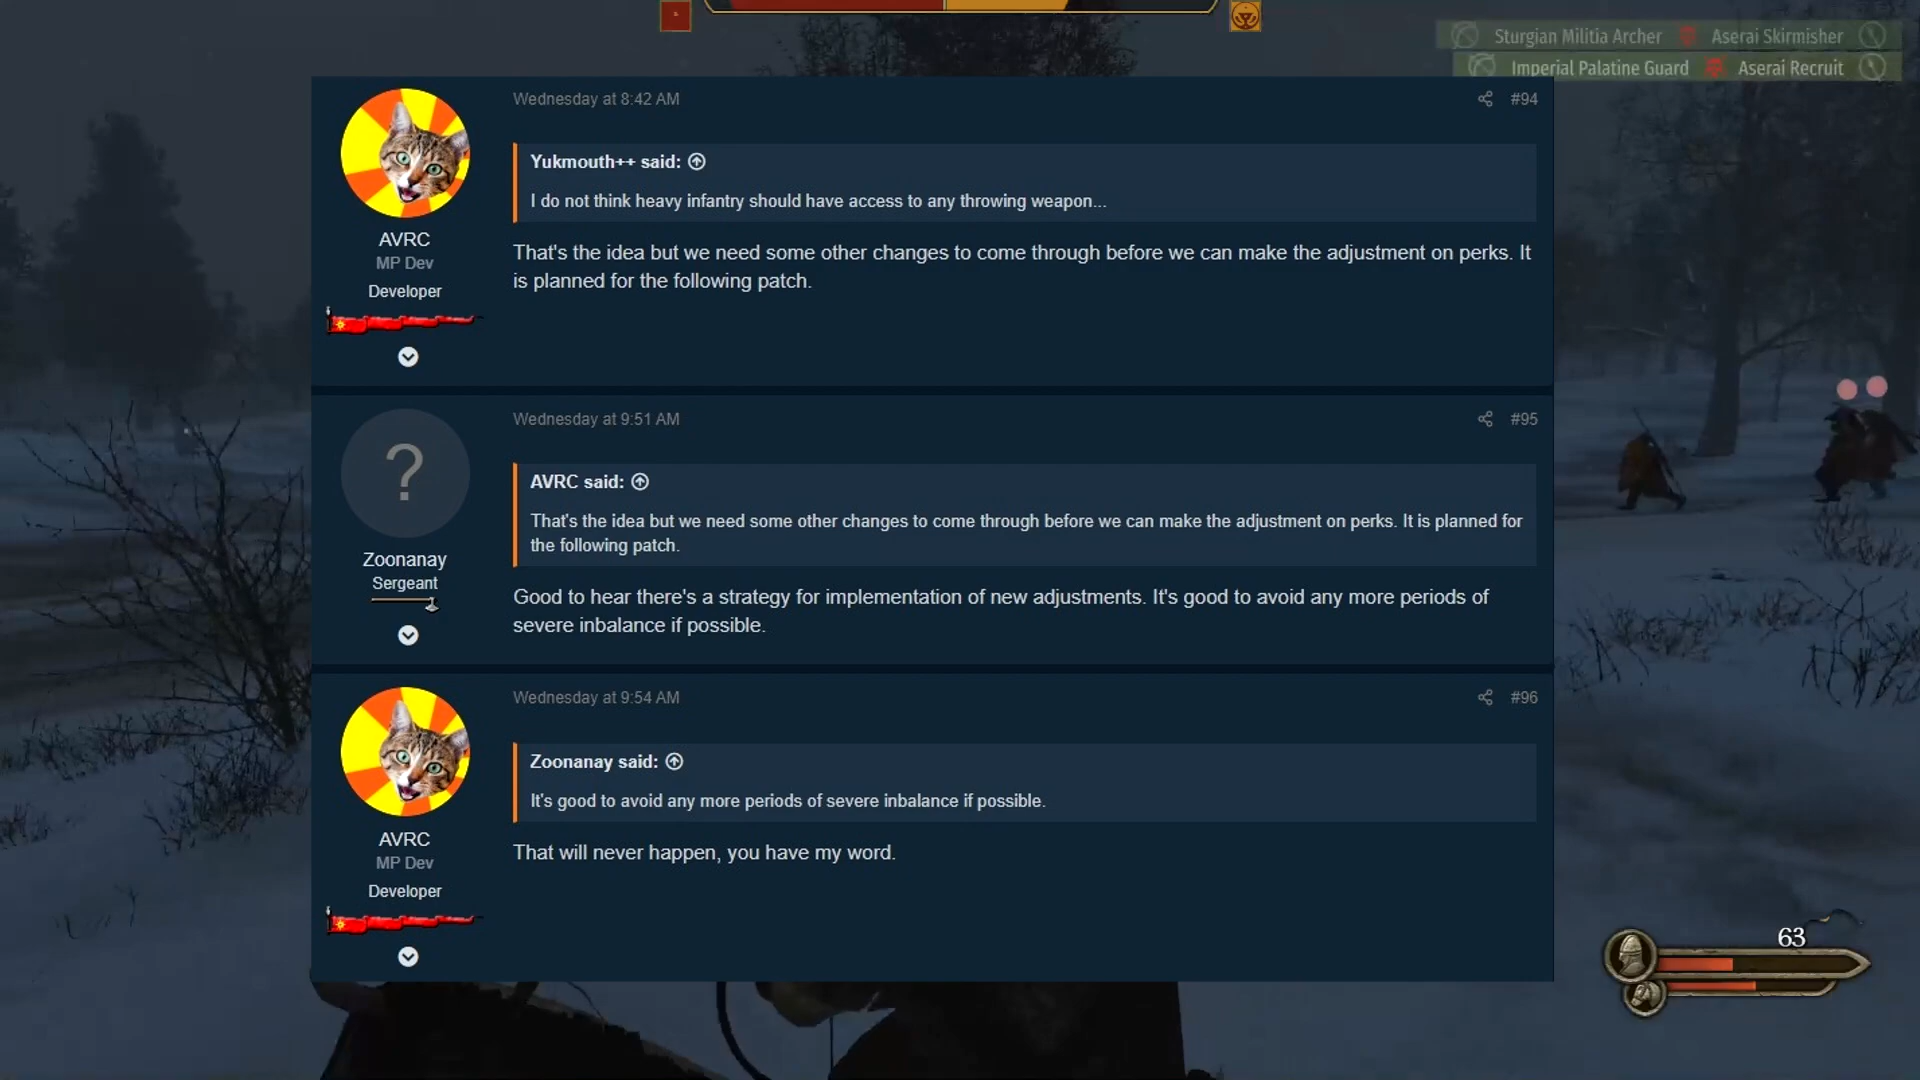 Sturgian Militia Archer Aserai Skirmisher
Imperial Palatine Guard Aserai Recruit
Wednesday at 8:42 AM #94
Yukmouth++ said:
I do not think heavy infantry should have access to any throwing weapon...
AVRC
MP Dev
Developer
That's the idea but we need some other changes to come through before we can make the adjustment on perks. It
is planned for the following patch.
Wednesday at 9:51 AM #95
AVRC said:
That's the idea but we need some other changes to come through before we can make the adjustment on perks. It is planned for
the following patch.
?
Zoonanay
Sergeant
Good to hear there's a strategy for implementation of new adjustments. It's good to avoid any more periods of
severe inbalance if possible.
Wednesday at 9:54 AM #96
Zoonanay said:
It's good to avoid any more periods of severe inbalance if possible.
AVRC
MP Dev
Developer
That will never happen, you have my word.
63